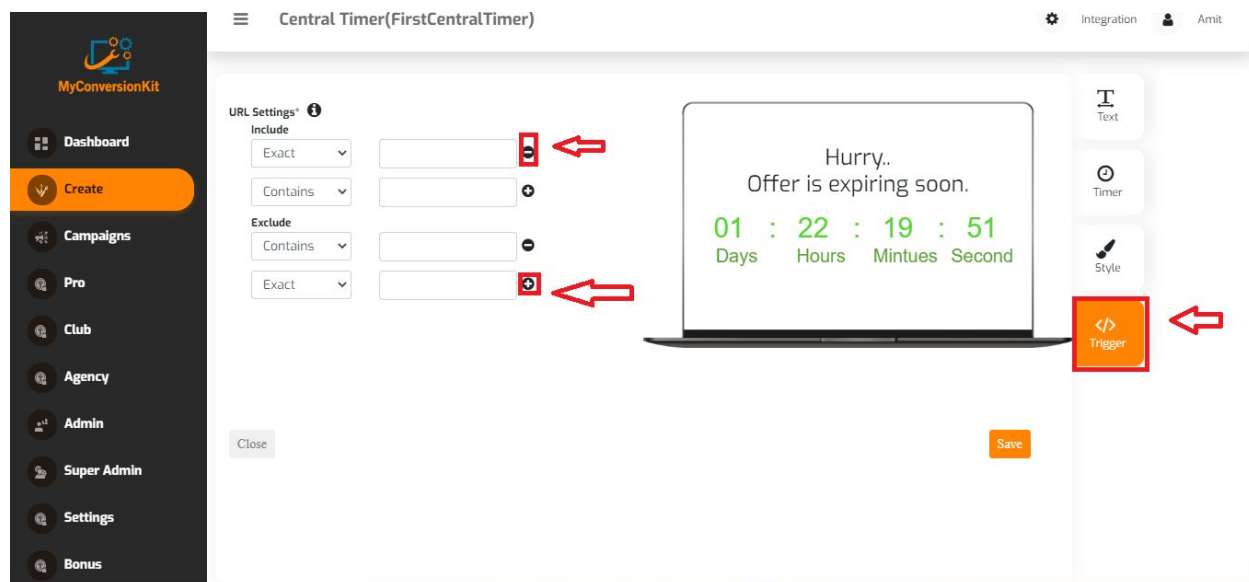 Central Timer(FirstCentralTimer)
Integration
Amit
MyConversionKit
Dashboard
Create
Campaigns
Pro
Club
Agency
Admin
Super Admin
Settings
Bonus
URL Settings*
Include
Exact
Contains
Exclude
Contains
Exact
Close
Hurry..
Offer is expiring soon.
01 : 22 : 19 : 51
Days Hours Mintues Second
Save
Text
Timer
Style
</>
Trigger